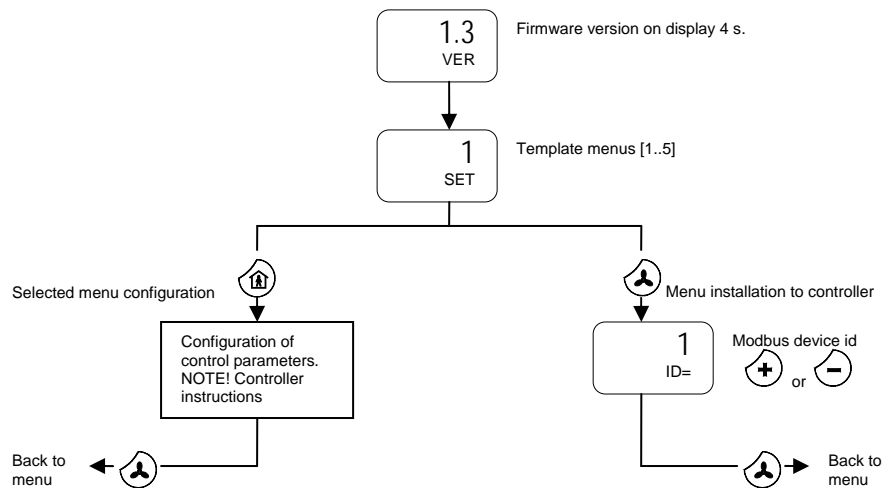 1.3
VER
Firmware version on display 4 s.
1
SET
Template menus [1..5]
Selected menu configuration
Menu installation to controller
Configuration of
control parameters.
NOTE! Controller
instructions
1
ID=
Modbus device id
or
Back to
menu
Back to
menu